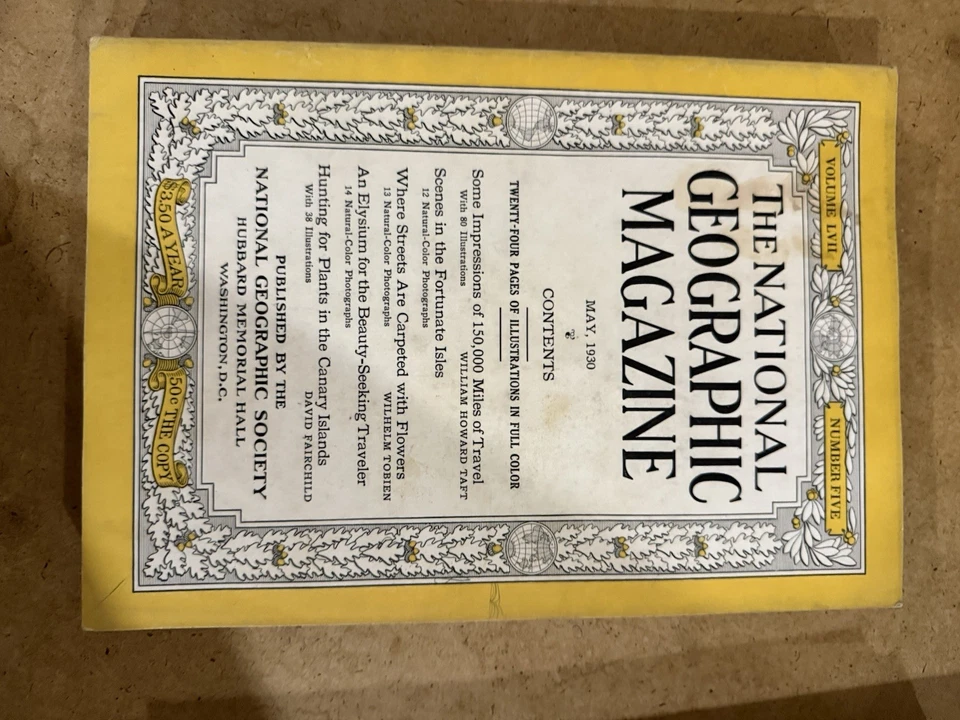 VOLUME LVII
NUMBER FIVE
THE NATIONAL
GEOGRAPHIC
MAGAZINE
MAY, 1930
CONTENTS
TWENTY-FOUR PAGES OF ILLUSTRATIONS IN FULL COLOR
Some Impressions of 150,000 Miles of Travel
With 80 Illustrations WILLIAM HOWARD TAFT
Scenes in the Fortunate Isles
12 Natural-Color Photographs
Where Streets Are Carpeted with Flowers
13 Natural-Color Photographs WILHELM TOBIEN
An Elysium for the Beauty-Seeking Traveler
14 Natural-Color Photographs
Hunting for Plants in the Canary Islands
With 38 Illustrations DAVID FAIRCHILD
PUBLISHED BY THE
NATIONAL GEOGRAPHIC SOCIETY
HUBBARD MEMORIAL HALL
WASHINGTON, D.C.
$3.50 A YEAR
50¢ THE COPY